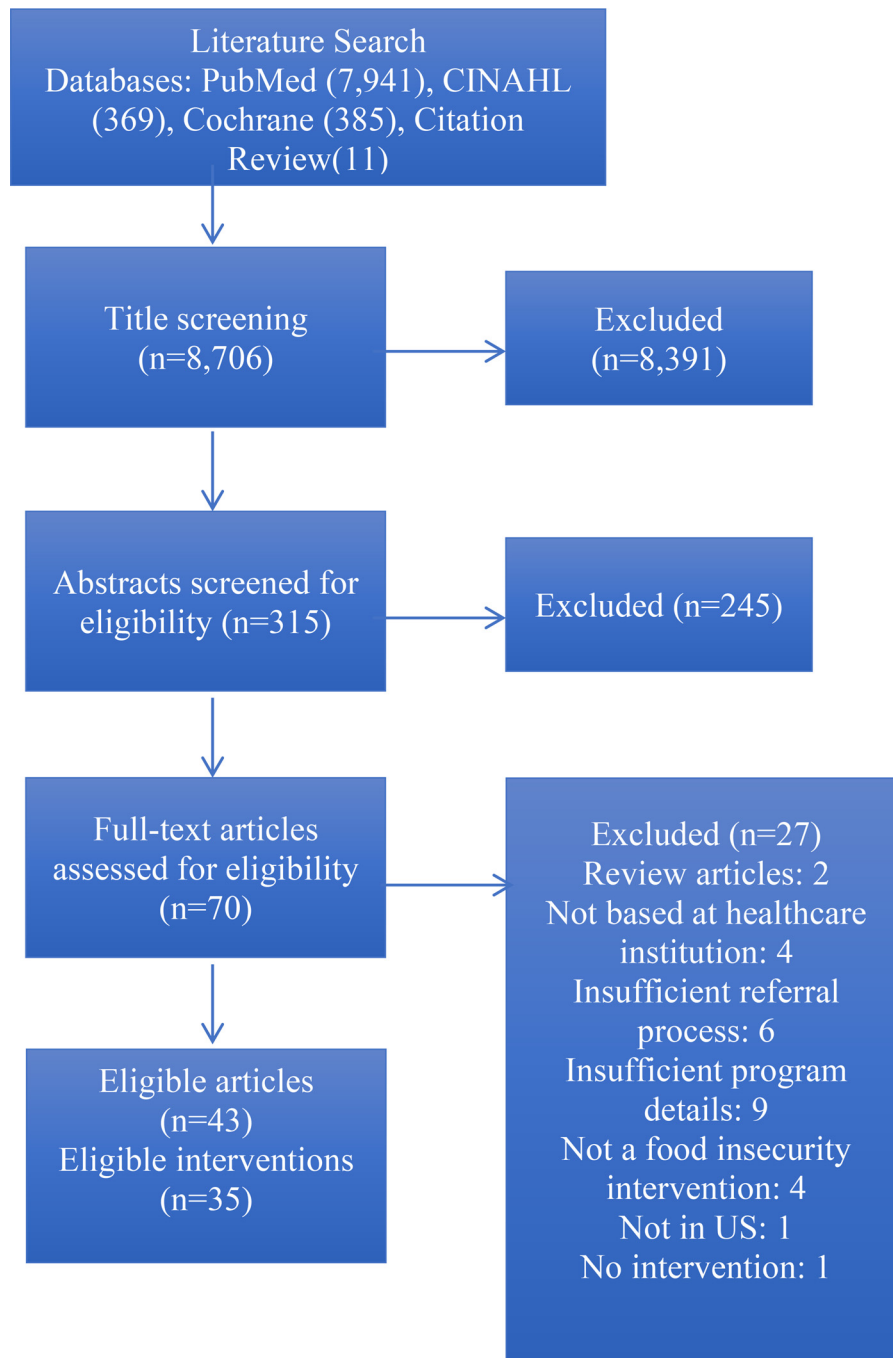 Literature Search
Databases: PubMed (7,941), CINAHL
(369), Cochrane (385), Citation
Review(11)
Title screening
(n=8,706)
Excluded
(n=8,391)
Abstracts screened for
eligibility (n=315)
Excluded (n=245)
Full-text articles
assessed for eligibility
(n=70)
Excluded (n=27)
Review articles: 2
Not based at healthcare
institution: 4
Insufficient referral
process: 6
Insufficient program
details: 9
Not a food insecurity
intervention: 4
Not in US: 1
No intervention: 1
Eligible articles
(n=43)
Eligible interventions
(n=35)